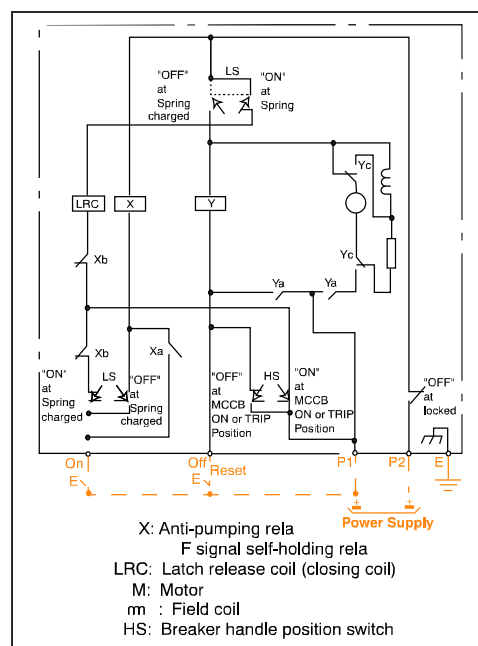 LS
"OFF"
at
Spring
charged
"ON"
at
Spring
Yc
LRC
X
Y
Xb
Yc
Ya
Ya
Xb
Xa
"ON"
at
Spring
charged
LS
"OFF"
at
Spring
charged
"OFF"
at
MCCB
ON or TRIP
Position
HS
"ON"
at
MCCB
ON or TRIP
Position
"OFF"
at
locked
On
Off
Reset
P1
P2
E
E
E
Power Supply
X: Anti-pumping rela
F signal self-holding rela
LRC: Latch release coil (closing coil)
M: Motor
m : Field coil
HS: Breaker handle position switch